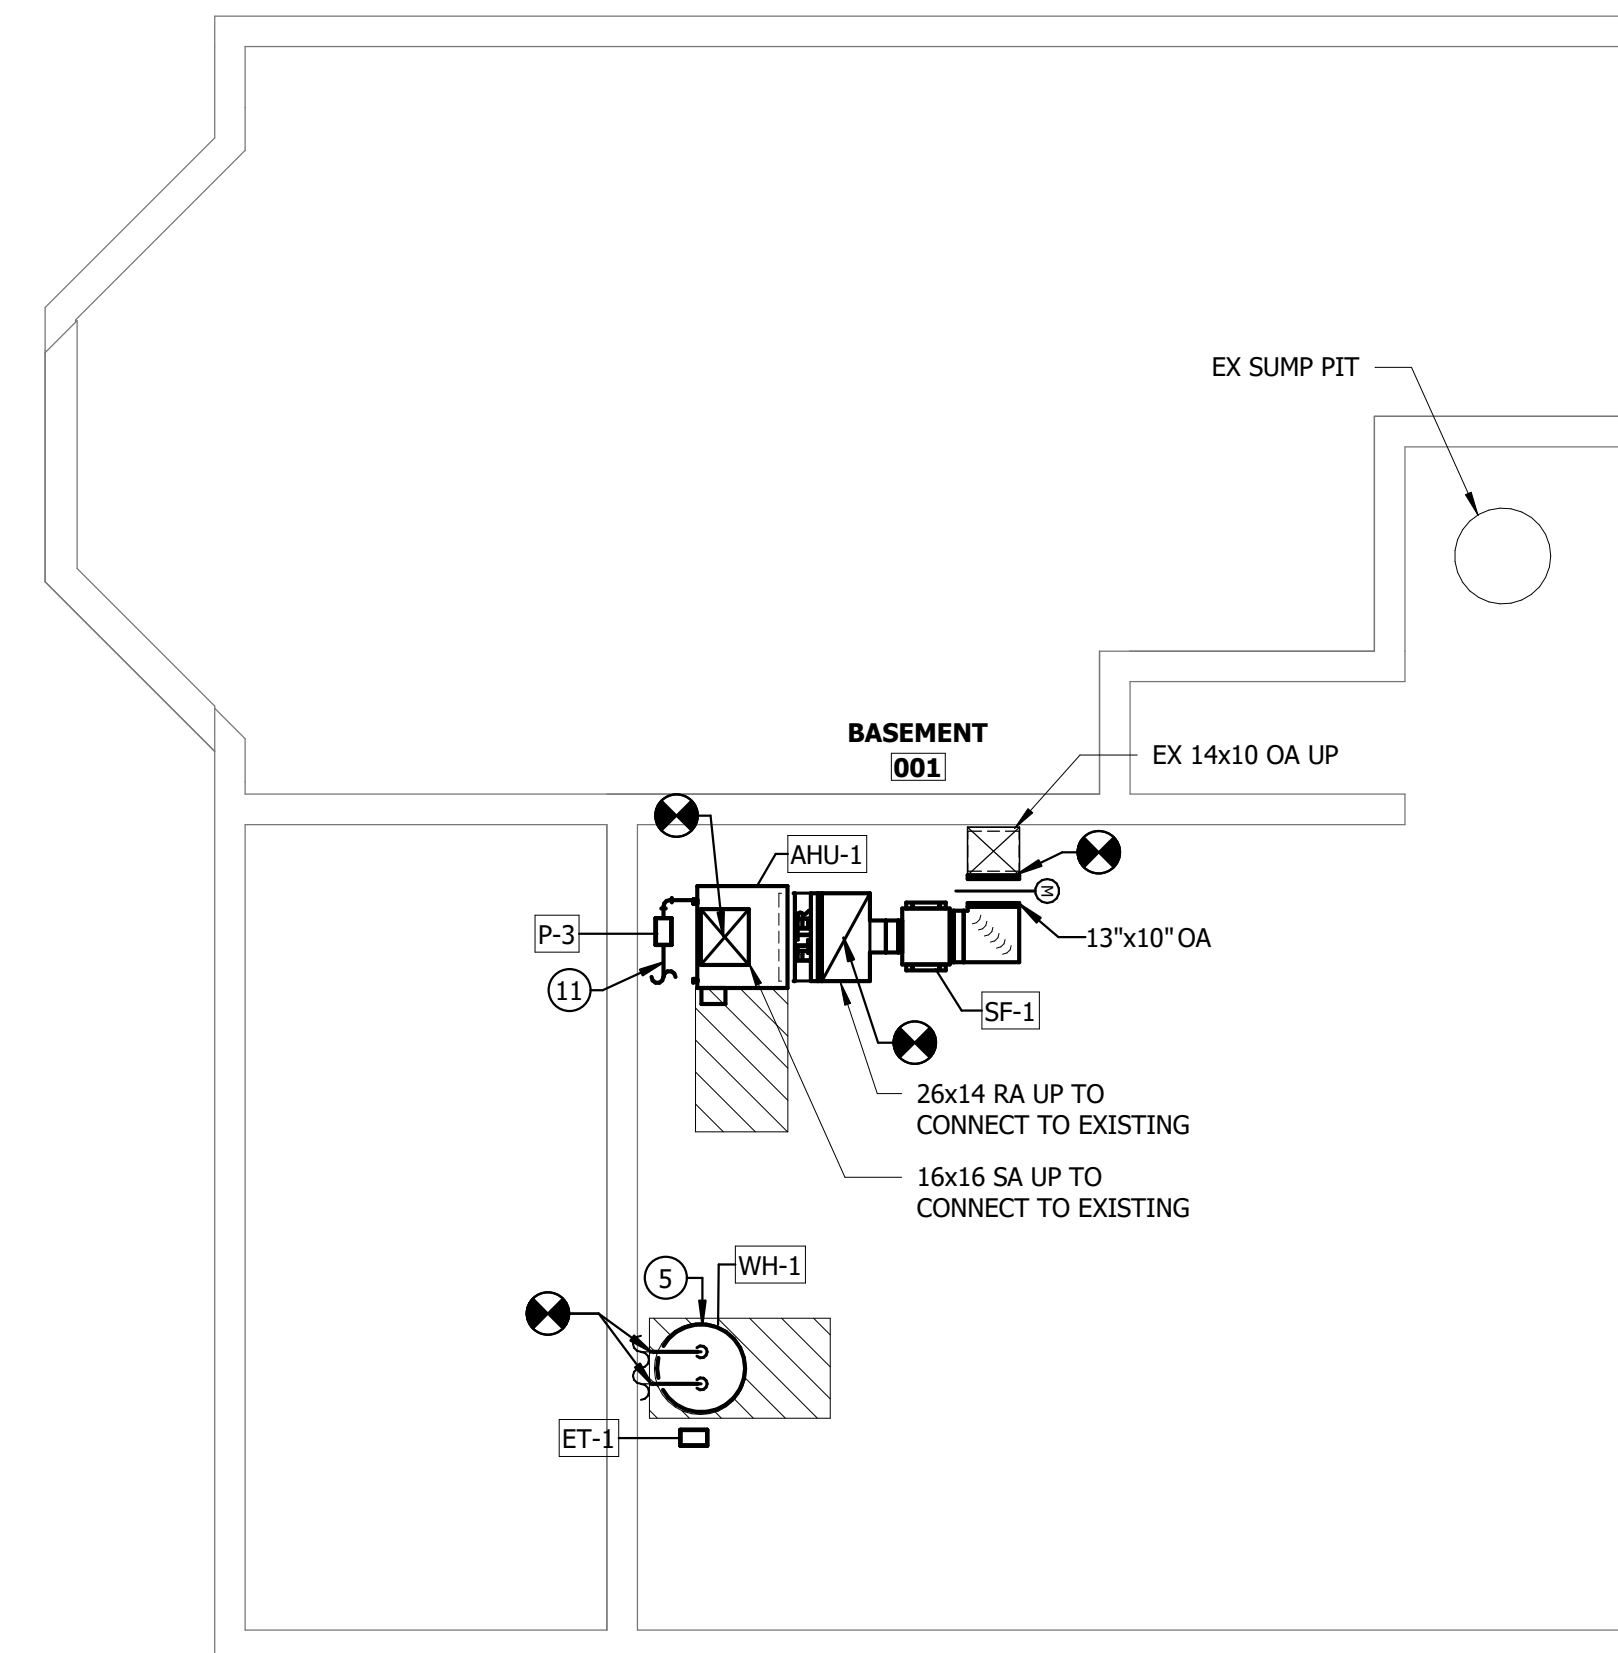 EX SUMP PIT
BASEMENT
001
EX 14x10 OA UP
AHU-1
M
P-3
FILTER
13"x10" OA
11
SF-1
26x14 RA UP TO
CONNECT TO EXISTING
16x16 SA UP TO
CONNECT TO EXISTING
5
WH-1
ET-1